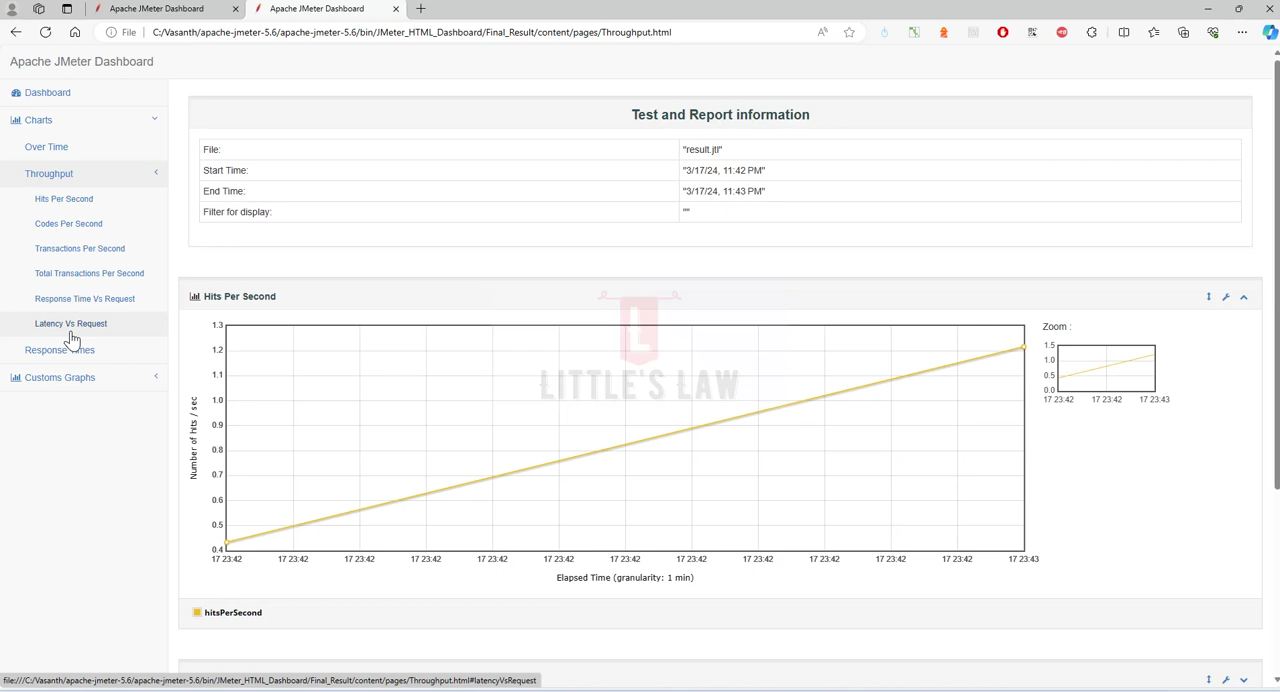 Apache JMeter Dashboard
Apache JMeter Dashboard
File
C:/Vasanth/apache-jmeter-5.6/apache-jmeter-5.6/bin/JMeter_HTML_Dashboard/Final_Result/content/pages/Throughput.html
Apache JMeter Dashboard
Dashboard
Charts
Over Time
Throughput
Hits Per Second
Codes Per Second
Transactions Per Second
Total Transactions Per Second
Response Time Vs Request
Latency Vs Request
Response Times
Customs Graphs
Test and Report information
File: "result.jtl"
Start Time: "3/17/24, 11:42 PM"
End Time: "3/17/24, 11:43 PM"
Filter for display: ""
Hits Per Second
L
LITTLE'S LAW
Number of hits / sec
1.3
1.2
1.1
1.0
0.9
0.8
0.7
0.6
0.5
0.4
17 23:42 17 23:42 17 23:42 17 23:42 17 23:42 17 23:42 17 23:42 17 23:42 17 23:42 17 23:42 17 23:42 17 23:42 17 23:43
Elapsed Time (granularity: 1 min)
hitsPerSecond
Zoom :
1.5
1.0
0.5
0.0
17 23:42 17 23:42 17 23:43
file:///C:/Vasanth/apache-jmeter-5.6/apache-jmeter-5.6/bin/JMeter_HTML_Dashboard/Final_Result/content/pages/Throughput.html#latencyVsRequest